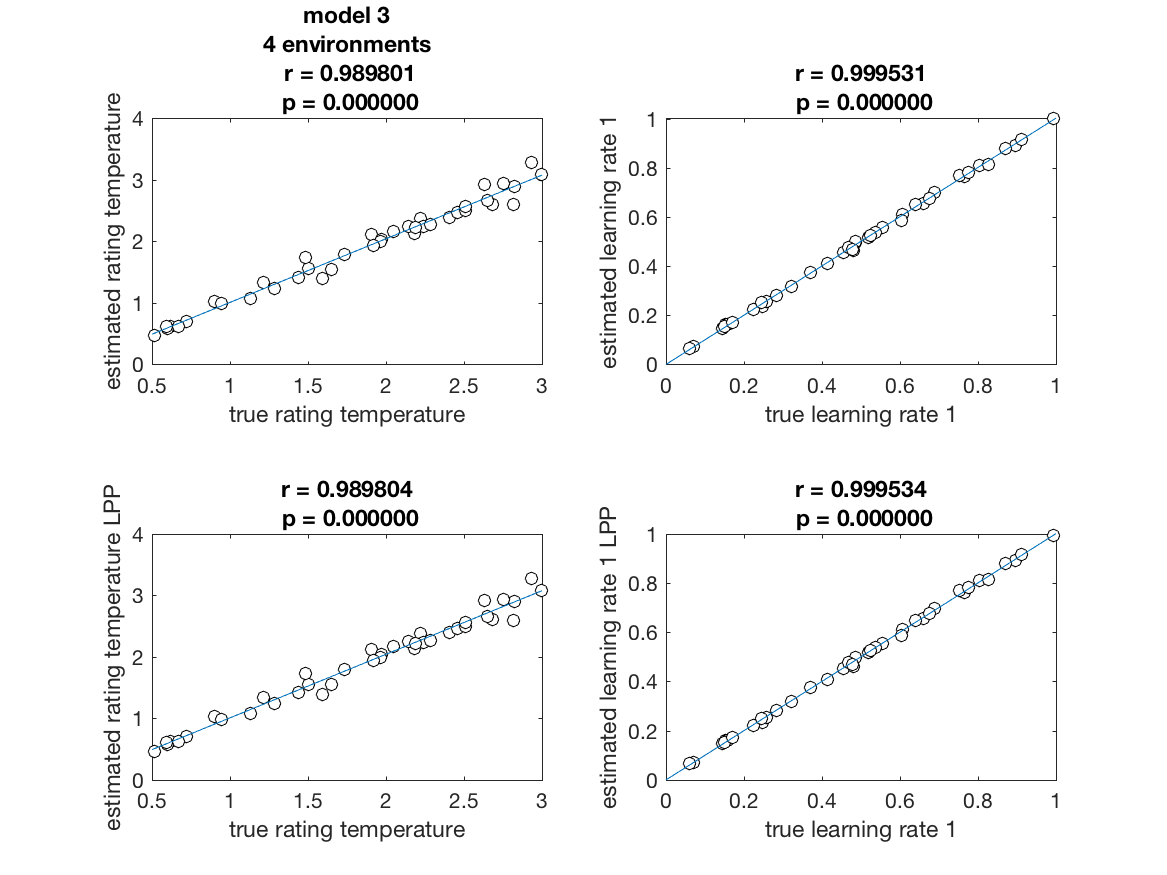 model 3
4 environments
r = 0.989801
p = 0.000000
estimated rating temperature
4
3
2
1
0
0.5 1 1.5 2 2.5 3
true rating temperature
r = 0.999531
p = 0.000000
estimated learning rate 1
1
0.8
0.6
0.4
0.2
0
0 0.2 0.4 0.6 0.8 1
true learning rate 1
r = 0.989804
p = 0.000000
estimated rating temperature LPP
4
3
2
1
0
0.5 1 1.5 2 2.5 3
true rating temperature
r = 0.999534
p = 0.000000
estimated learning rate 1 LPP
1
0.8
0.6
0.4
0.2
0
0 0.2 0.4 0.6 0.8 1
true learning rate 1